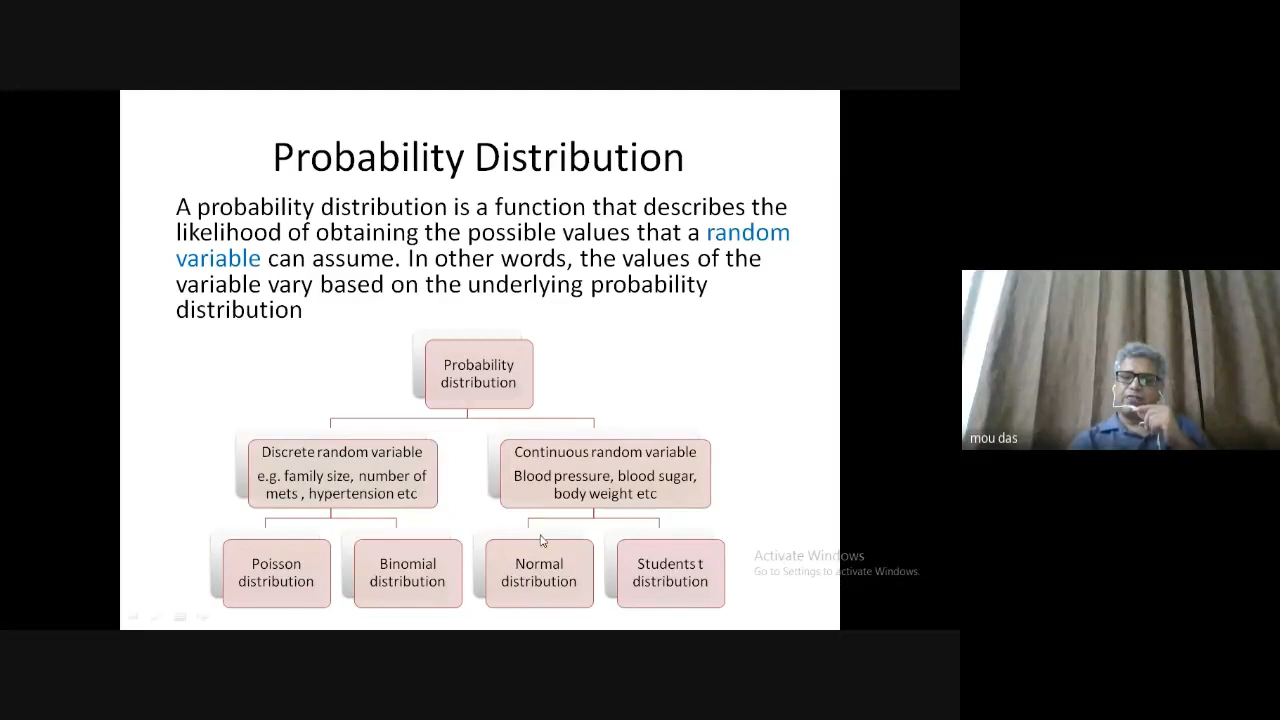 Probability Distribution
A probability distribution is a function that describes the
likelihood of obtaining the possible values that a random
variable can assume. In other words, the values of the
variable vary based on the underlying probability
distribution
Probability
distribution
Discrete random variable
e.g. family size, number of
mets , hypertension etc
Continuous random variable
Blood pressure, blood sugar,
body weight etc
Poisson
distribution
Binomial
distribution
Normal
distribution
Students t
distribution
mou das
Activate Windows
Go to Settings to activate Windows.